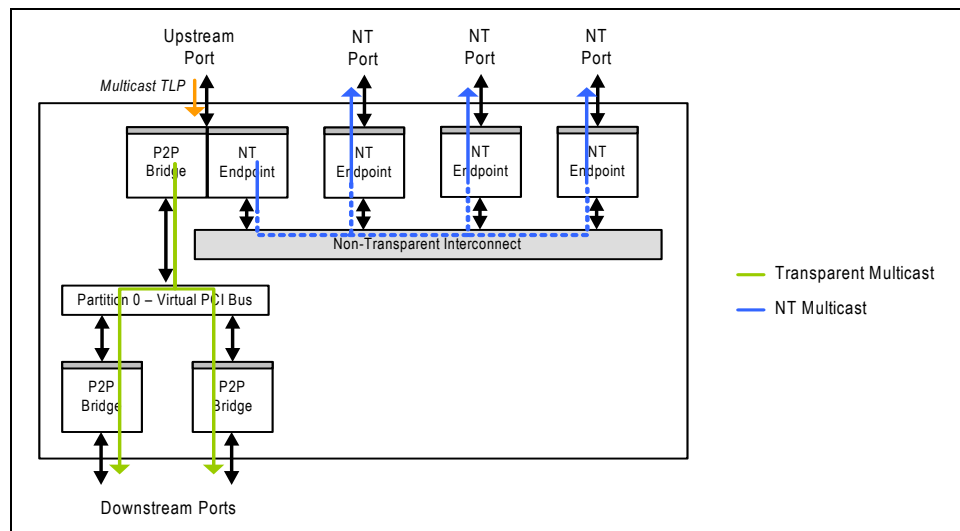 Upstream
Port
NT
Port
NT
Port
NT
Port
Multicast TLP
P2P
Bridge
NT
Endpoint
NT
Endpoint
NT
Endpoint
NT
Endpoint
Non-Transparent Interconnect
Transparent Multicast
NT Multicast
Partition 0 – Virtual PCI Bus
P2P
Bridge
P2P
Bridge
Downstream Ports